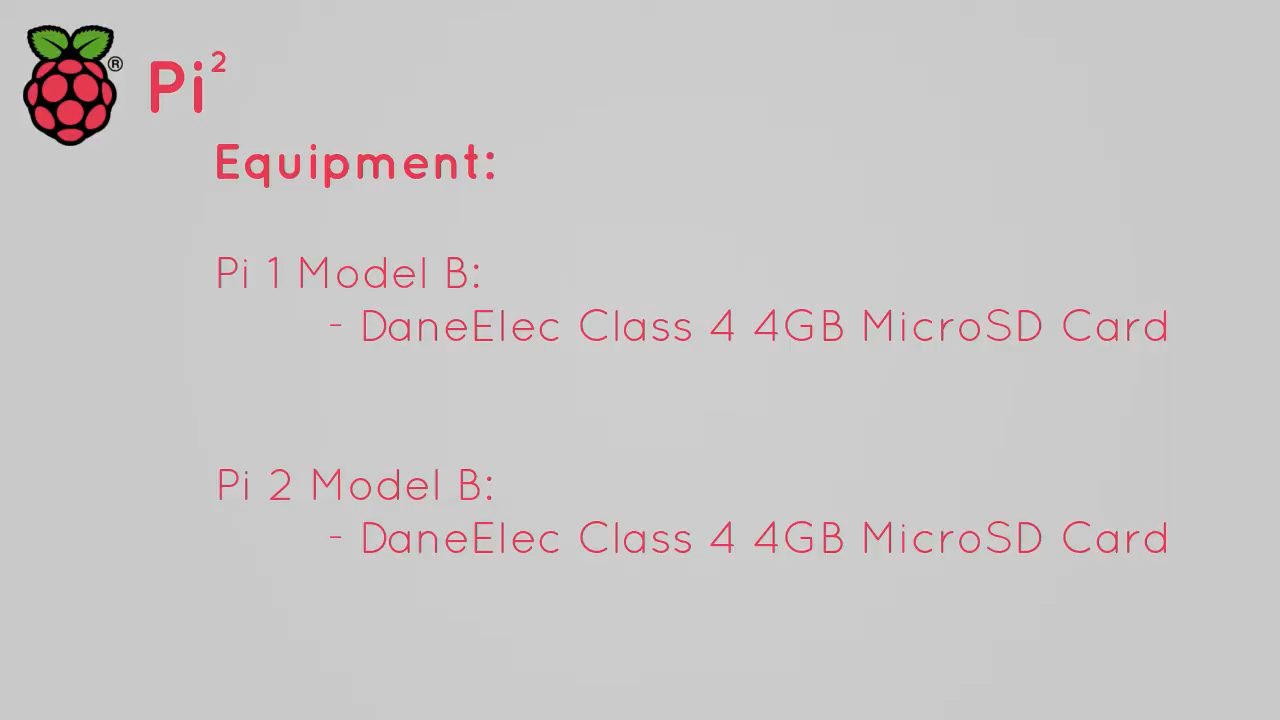 ® Pi²
Equipment:
Pi 1 Model B:
- DaneElec Class 4 4GB MicroSD Card
Pi 2 Model B:
- DaneElec Class 4 4GB MicroSD Card